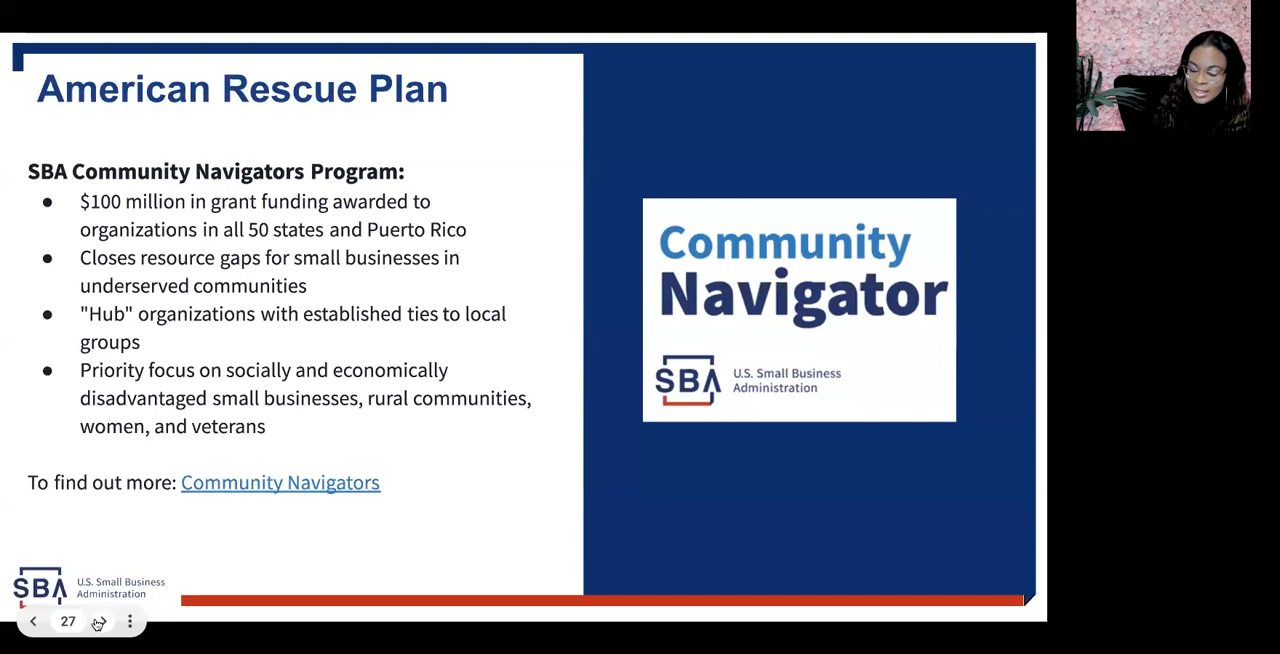 American Rescue Plan
SBA Community Navigators Program:
● $100 million in grant funding awarded to
organizations in all 50 states and Puerto Rico
● Closes resource gaps for small businesses in
underserved communities
● "Hub" organizations with established ties to local
groups
● Priority focus on socially and economically
disadvantaged small businesses, rural communities,
women, and veterans
To find out more: Community Navigators
Community
Navigator
SBA
U.S. Small Business
Administration
SBA
U.S. Small Business
Administration
27